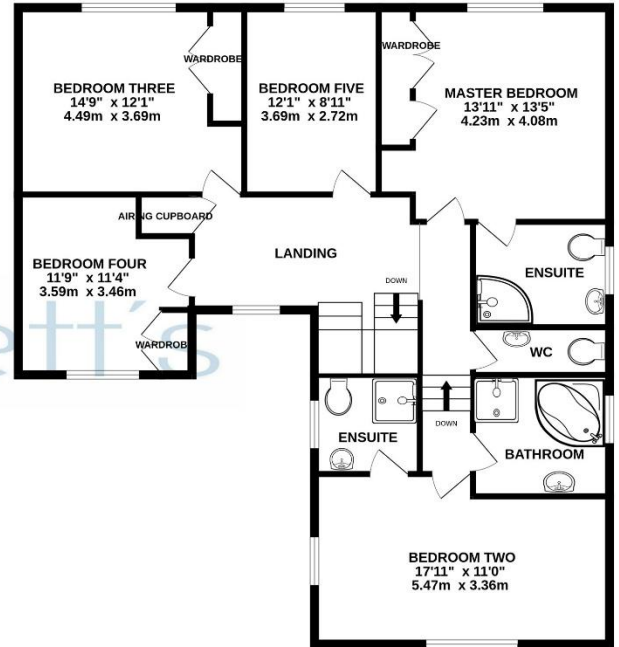 WARDROBE
BEDROOM THREE
14'9" x 12'1"
4.49m x 3.69m
BEDROOM FIVE
12'1" x 8'11"
3.69m x 2.72m
WARDROBE
MASTER BEDROOM
13'11" x 13'5"
4.23m x 4.08m
AIRING CUPBOARD
BEDROOM FOUR
11'9" x 11'4"
3.59m x 3.46m
WARDROBE
LANDING
DOWN
ENSUITE
WC
DOWN
ENSUITE
BATHROOM
BEDROOM TWO
17'11" x 11'0"
5.47m x 3.36m
ett's